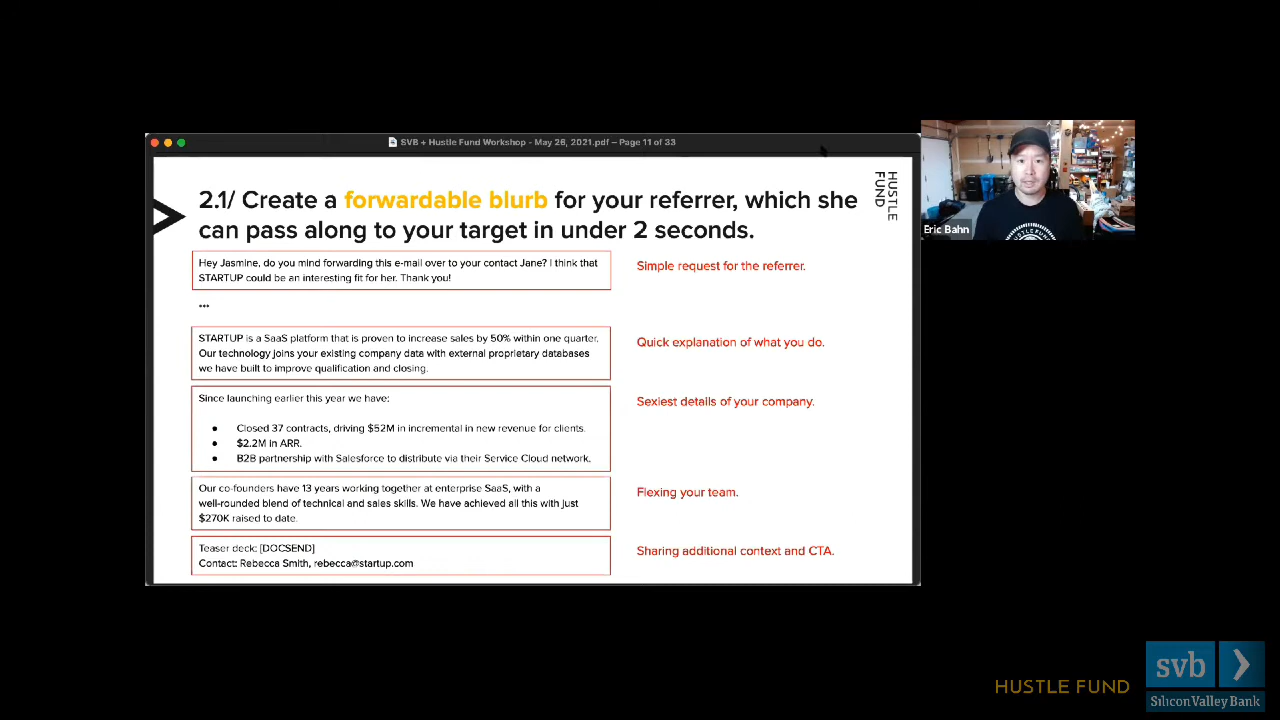 SVB + Hustle Fund Workshop - May 26, 2021.pdf – Page 11 of 33
2.1/ Create a forwardable blurb for your referrer, which she
can pass along to your target in under 2 seconds.
HUSTLE
FUND
Hey Jasmine, do you mind forwarding this e-mail over to your contact Jane? I think that
STARTUP could be an interesting fit for her. Thank you!
Simple request for the referrer.
***
STARTUP is a SaaS platform that is proven to increase sales by 50% within one quarter.
Our technology joins your existing company data with external proprietary databases
we have built to improve qualification and closing.
Quick explanation of what you do.
Since launching earlier this year we have:
● Closed 37 contracts, driving $52M in incremental in new revenue for clients.
● $2.2M in ARR.
● B2B partnership with Salesforce to distribute via their Service Cloud network.
Sexiest details of your company.
Our co-founders have 13 years working together at enterprise SaaS, with a
well-rounded blend of technical and sales skills. We have achieved all this with just
$270K raised to date.
Flexing your team.
Teaser deck: [DOCSEND]
Contact: Rebecca Smith, rebecca@startup.com
Sharing additional context and CTA.
Eric Bahn
HUSTLE FUND
HUSTLE FUND
svb
Silicon Valley Bank